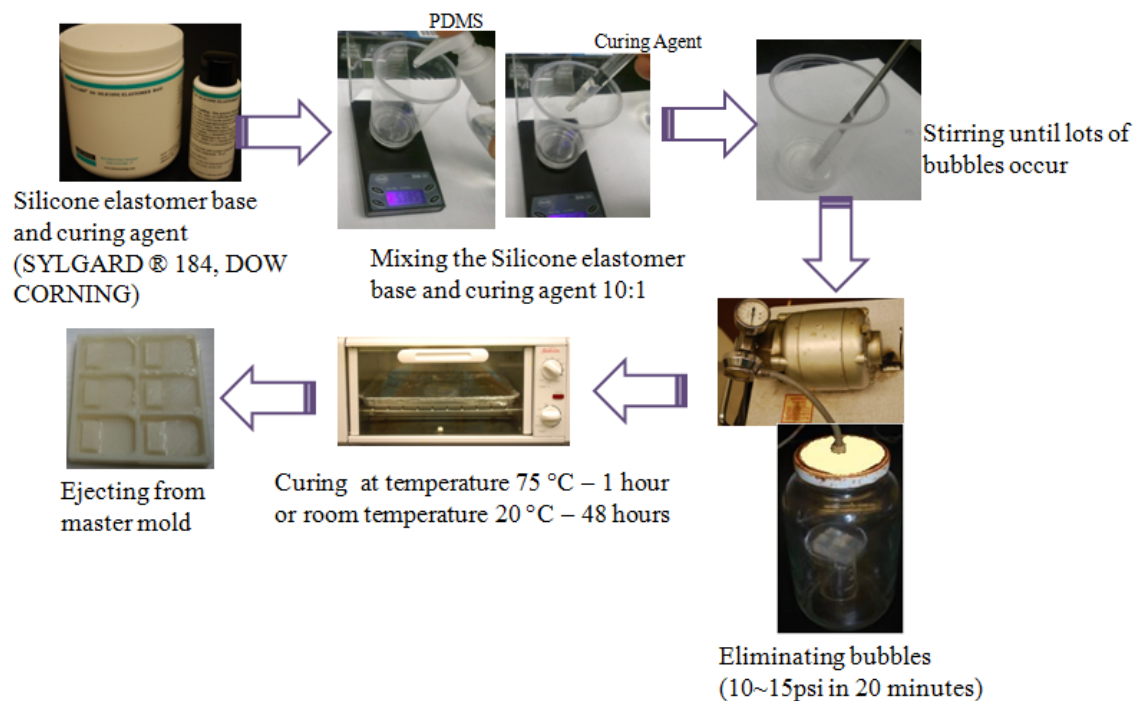 PDMS
Curing Agent
Silicone elastomer base
and curing agent
(SYLGARD ® 184, DOW
CORNING)
Mixing the Silicone elastomer
base and curing agent 10:1
Stirring until lots of
bubbles occur
Eliminating bubbles
(10~15psi in 20 minutes)
Curing at temperature 75 °C – 1 hour
or room temperature 20 °C – 48 hours
Ejecting from
master mold